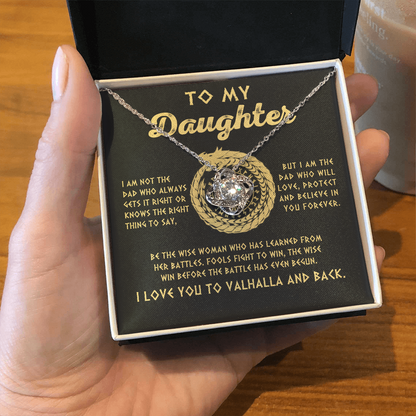 TO MY
Daughter
I AM NOT THE
DAD WHO ALWAYS
GETS IT RIGHT OR
KNOWS THE RIGHT
THING TO SAY,
BUT I AM THE
DAD WHO WILL
LOVE, PROTECT
AND BELIEVE IN
YOU FOREVER.
BE THE WISE WOMAN WHO HAS LEARNED FROM
HER BATTLES. FOOLS FIGHT TO WIN, THE WISE
WIN BEFORE THE BATTLE HAS EVEN BEGUN.
I LOVE YOU TO VALHALLA AND BACK.